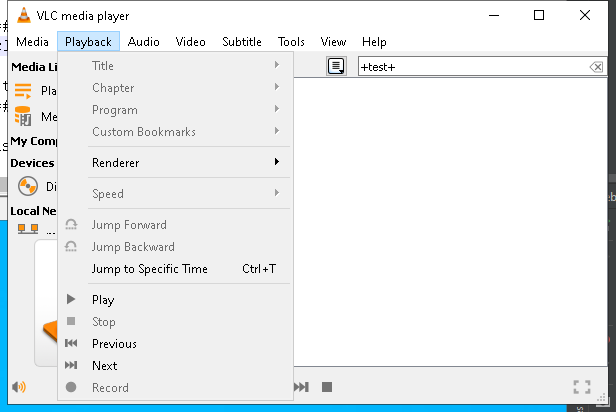 VLC media player
Media Playback Audio Video Subtitle Tools View Help
Media Li
+test+
Title
Pla
Chapter
Me
Program
My Comp
Custom Bookmarks
Devices
Renderer
Di
Speed
Local Ne
...
Jump Forward
Jump Backward
Jump to Specific Time Ctrl+T
Play
Stop
Previous
Next
Record